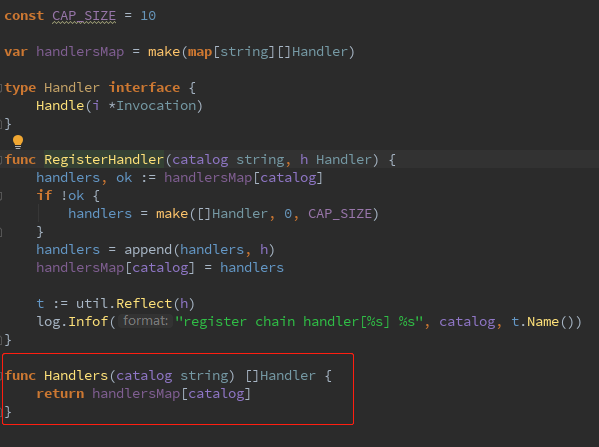 const CAP_SIZE = 10
var handlersMap = make(map[string][]Handler)
type Handler interface {
    Handle(i *Invocation)
}
func RegisterHandler(catalog string, h Handler) {
    handlers, ok := handlersMap[catalog]
    if !ok {
        handlers = make([]Handler, 0, CAP_SIZE)
    }
    handlers = append(handlers, h)
    handlersMap[catalog] = handlers
    t := util.Reflect(h)
    log.Infof( format: "register chain handler[%s] %s", catalog, t.Name())
}
func Handlers(catalog string) []Handler {
    return handlersMap[catalog]
}